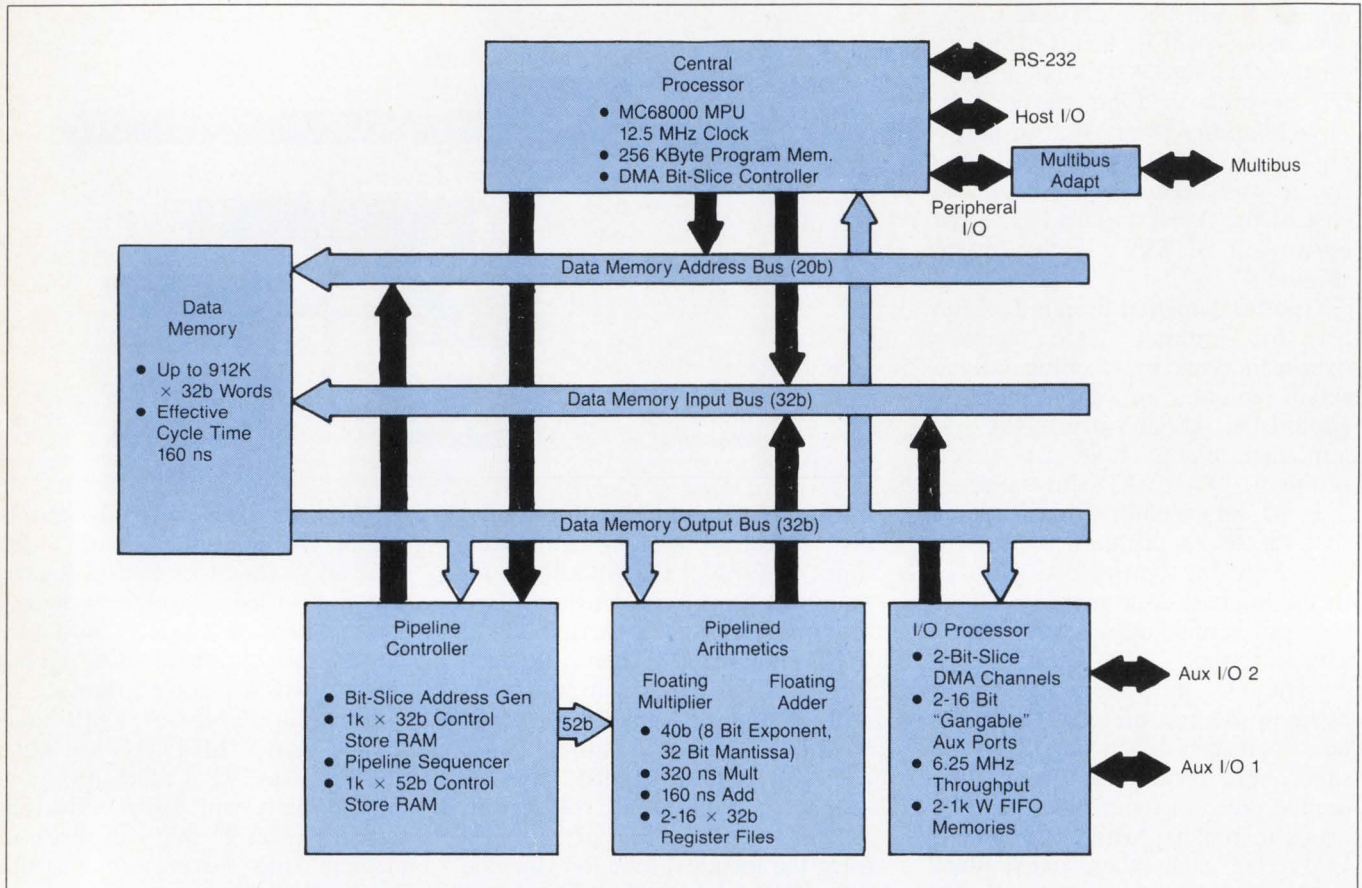 Central
Processor
• MC68000 MPU
12.5 MHz Clock
• 256 KByte Program Mem.
• DMA Bit-Slice Controller
RS-232
Host I/O
Multibus
Adapt
Multibus
Peripheral
I/O
Data Memory Address Bus (20b)
Data
Memory
• Up to 912K
× 32b Words
• Effective
Cycle Time
160 ns
Data Memory Input Bus (32b)
Data Memory Output Bus (32b)
Pipeline
Controller
• Bit-Slice Address Gen
• 1k × 32b Control
Store RAM
• Pipeline Sequencer
• 1k × 52b Control
Store RAM
52b
Pipelined
Arithmetics
Floating
Multiplier
Floating
Adder
• 40b (8 Bit Exponent,
32 Bit Mantissa)
• 320 ns Mult
• 160 ns Add
• 2-16 × 32b
Register Files
I/O Processor
• 2-Bit-Slice
DMA Channels
• 2-16 Bit
"Gangable"
Aux Ports
• 6.25 MHz
Throughput
• 2-1k W FIFO
Memories
Aux I/O 2
Aux I/O 1